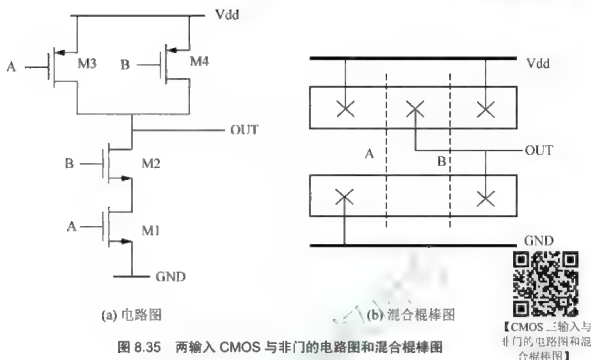 Vdd
A
M3
B
M4
OUT
B
M2
A
M1
GND
(a) 电路图
Vdd
A
B
OUT
GND
(b) 混合棍棒图
【CMOS 三输入与
非门的电路图和混
合棍棒图】
图 8.35 两输入 CMOS 与非门的电路图和混合棍棒图